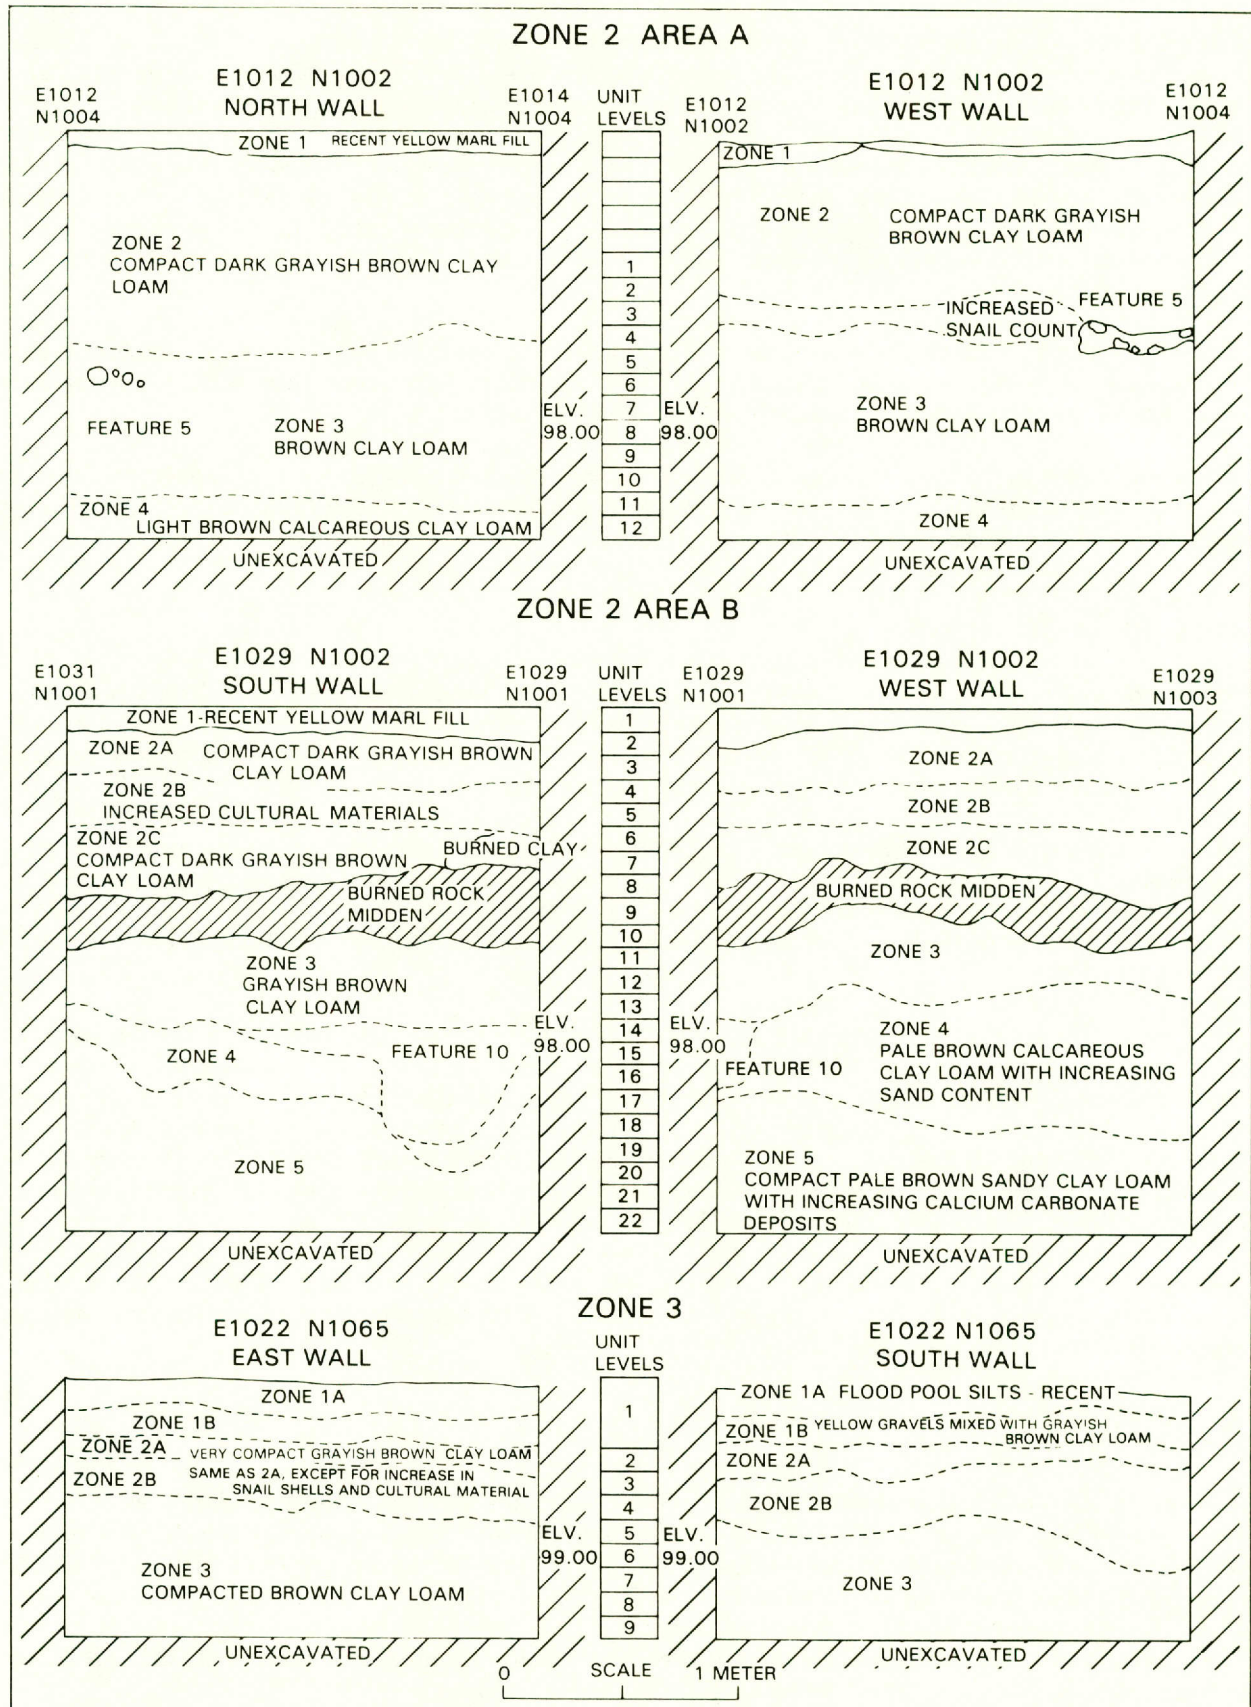 ZONE 2 AREA A
E1012 N1002
NORTH WALL
E1012
N1004
E1014
N1004
ZONE 1 RECENT YELLOW MARL FILL
ZONE 2
COMPACT DARK GRAYISH BROWN CLAY
LOAM
FEATURE 5
ZONE 3
BROWN CLAY LOAM
ZONE 4
LIGHT BROWN CALCAREOUS CLAY LOAM
UNEXCAVATED
ELV.
98.00
UNIT
LEVELS
1
2
3
4
5
6
7
8
9
10
11
12
ELV.
98.00
E1012 N1002
WEST WALL
E1012
N1002
E1012
N1004
ZONE 1
ZONE 2
COMPACT DARK GRAYISH
BROWN CLAY LOAM
INCREASED
SNAIL COUNT
FEATURE 5
ZONE 3
BROWN CLAY LOAM
ZONE 4
UNEXCAVATED
ZONE 2 AREA B
E1029 N1002
SOUTH WALL
E1031
N1001
E1029
N1001
ZONE 1-RECENT YELLOW MARL FILL
ZONE 2A COMPACT DARK GRAYISH BROWN
CLAY LOAM
ZONE 2B
INCREASED CULTURAL MATERIALS
ZONE 2C
COMPACT DARK GRAYISH BROWN
CLAY LOAM
BURNED CLAY
BURNED ROCK
MIDDEN
ZONE 3
GRAYISH BROWN
CLAY LOAM
ZONE 4
FEATURE 10
ZONE 5
UNEXCAVATED
ELV.
98.00
UNIT
LEVELS
1
2
3
4
5
6
7
8
9
10
11
12
13
14
15
16
17
18
19
20
21
22
ELV.
98.00
E1029 N1002
WEST WALL
E1029
N1001
E1029
N1003
ZONE 2A
ZONE 2B
ZONE 2C
BURNED ROCK MIDDEN
ZONE 3
ZONE 4
PALE BROWN CALCAREOUS
CLAY LOAM WITH INCREASING
SAND CONTENT
FEATURE 10
ZONE 5
COMPACT PALE BROWN SANDY CLAY LOAM
WITH INCREASING CALCIUM CARBONATE
DEPOSITS
UNEXCAVATED
ZONE 3
E1022 N1065
EAST WALL
ZONE 1A
ZONE 1B
ZONE 2A VERY COMPACT GRAYISH BROWN CLAY LOAM
ZONE 2B SAME AS 2A, EXCEPT FOR INCREASE IN
SNAIL SHELLS AND CULTURAL MATERIAL
ZONE 3
COMPACTED BROWN CLAY LOAM
UNEXCAVATED
ELV.
99.00
UNIT
LEVELS
1
2
3
4
5
6
7
8
9
ELV.
99.00
E1022 N1065
SOUTH WALL
ZONE 1A FLOOD POOL SILTS - RECENT
ZONE 1B YELLOW GRAVELS MIXED WITH GRAYISH
BROWN CLAY LOAM
ZONE 2A
ZONE 2B
ZONE 3
UNEXCAVATED
0 SCALE 1 METER